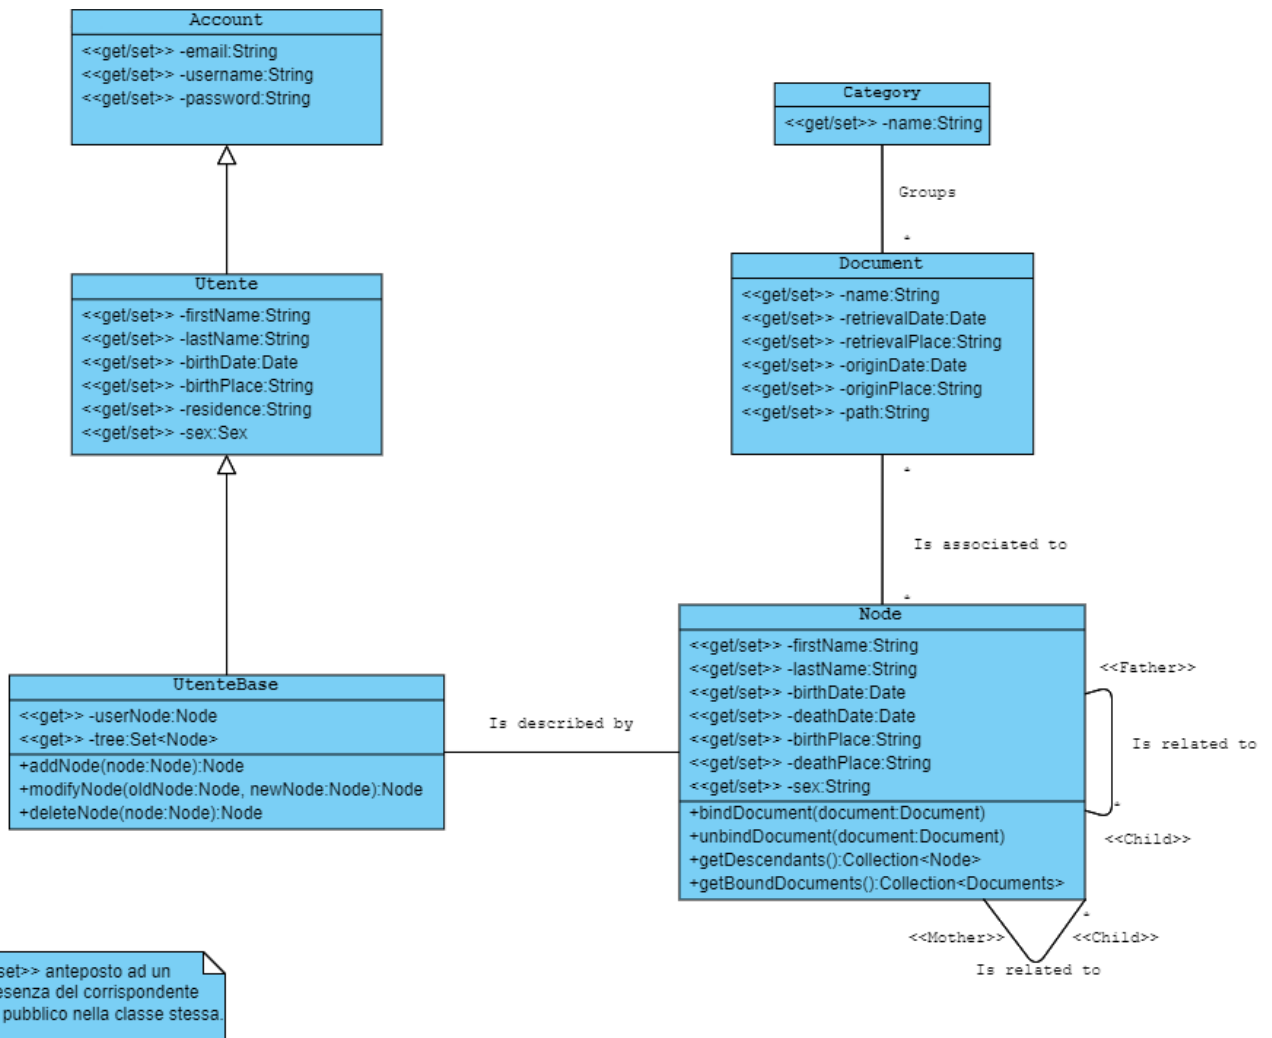 Account
<<get/set>> -email:String
<<get/set>> -username:String
<<get/set>> -password:String
Category
<<get/set>> -name:String
Groups
*
Utente
<<get/set>> -firstName:String
<<get/set>> -lastName:String
<<get/set>> -birthDate:Date
<<get/set>> -birthPlace:String
<<get/set>> -residence:String
<<get/set>> -sex:Sex
Document
<<get/set>> -name:String
<<get/set>> -retrievalDate:Date
<<get/set>> -retrievalPlace:String
<<get/set>> -originDate:Date
<<get/set>> -originPlace:String
<<get/set>> -path:String
*
Is associated to
*
UtenteBase
<<get>> -userNode:Node
<<get>> -tree:Set<Node>
+addNode(node:Node):Node
+modifyNode(oldNode:Node, newNode:Node):Node
+deleteNode(node:Node):Node
Is described by
Node
<<get/set>> -firstName:String
<<get/set>> -lastName:String
<<get/set>> -birthDate:Date
<<get/set>> -deathDate:Date
<<get/set>> -birthPlace:String
<<get/set>> -deathPlace:String
<<get/set>> -sex:String
+bindDocument(document:Document)
+unbindDocument(document:Document)
+getDescendants():Collection<Node>
+getBoundDocuments():Collection<Documents>
<<Father>>
Is related to
*
<<Child>>
*
<<Mother>>
<<Child>>
Is related to
set>> anteposto ad un
esenza del corrispondente
pubblico nella classe stessa.